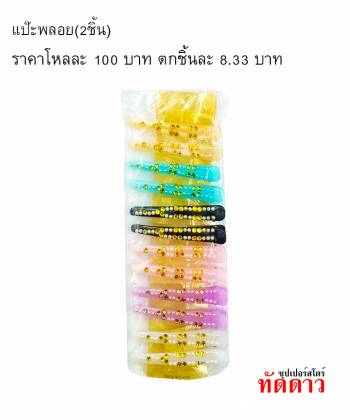 แป๊ะพลอย(2ชิ้น)
ราคาโหลละ 100 บาท ตกชิ้นละ 8.33 บาท
ซุปเปอร์สโตร์
ทัดดาว